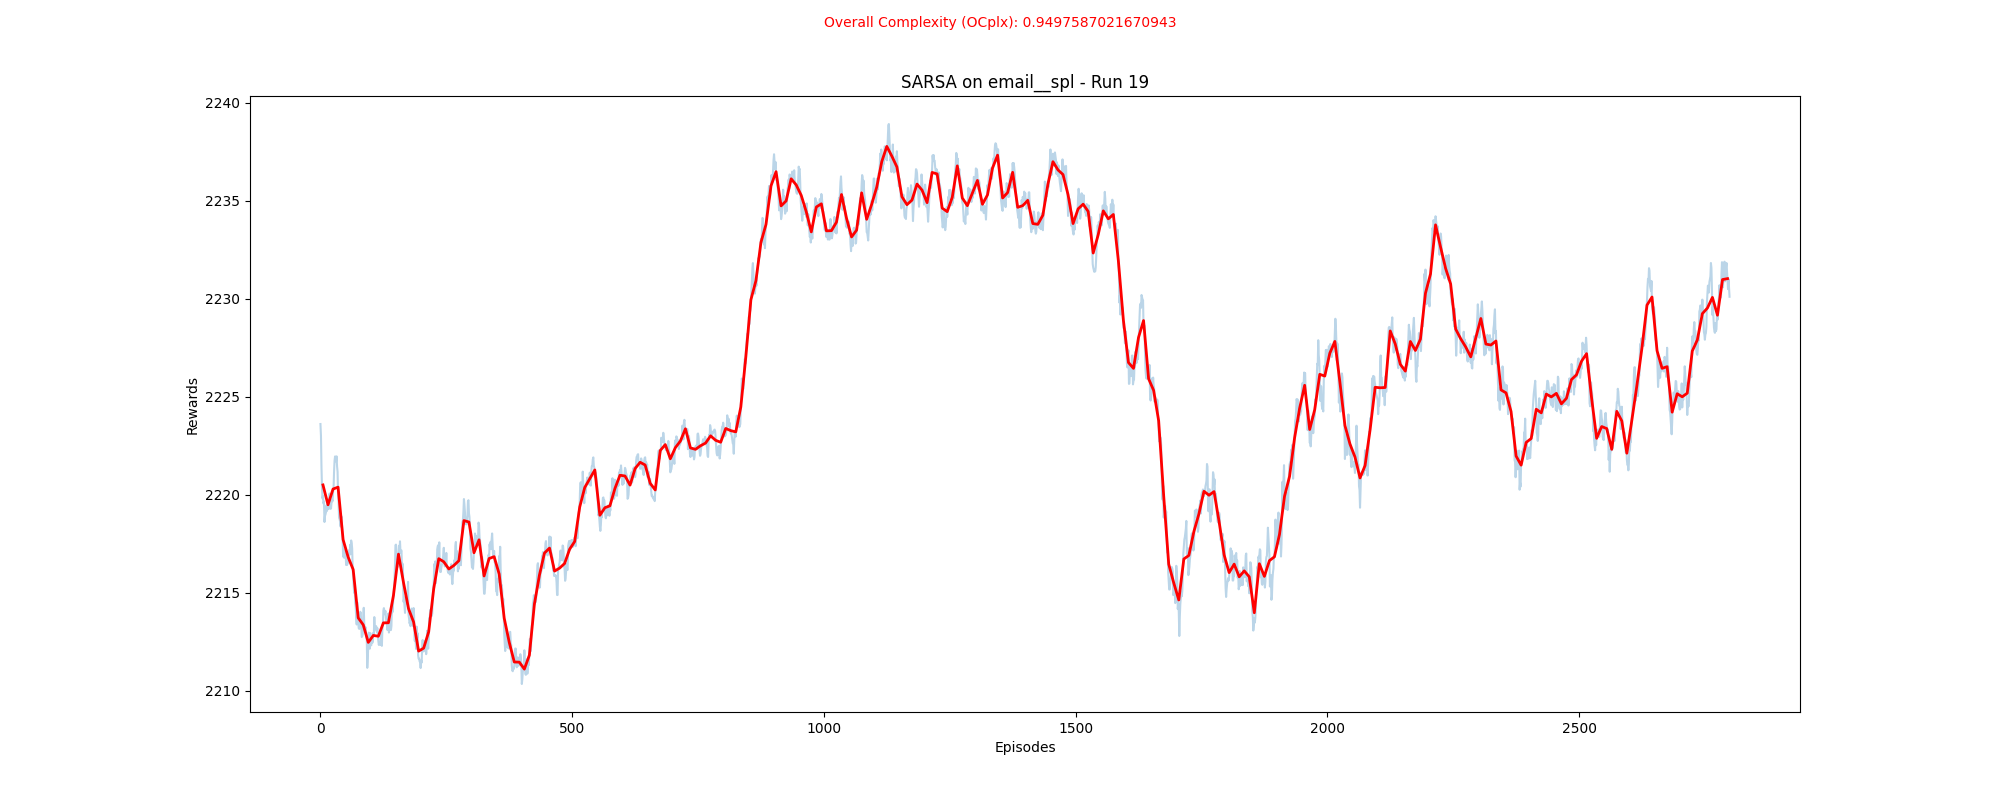 Overall Complexity (OCplx): 0.9497587021670943
SARSA on email__spl - Run 19
2240
2235
2230
2225
2220
2215
2210
Rewards
0 500 1000 1500 2000 2500
Episodes